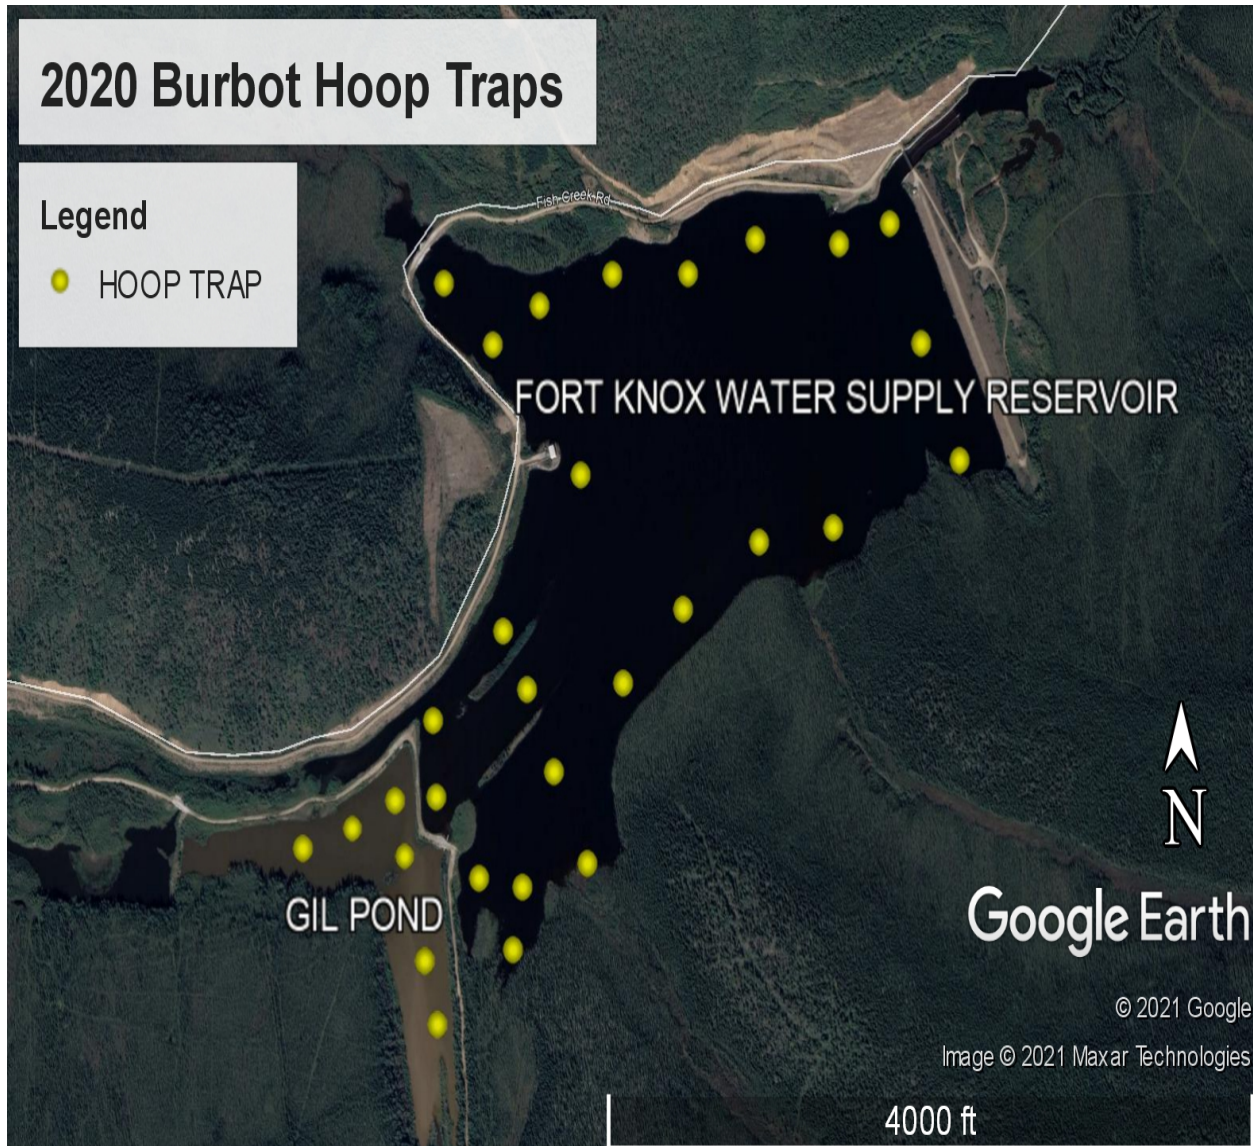 2020 Burbot Hoop Traps
Legend
HOOP TRAP
Fish Creek Rd
FORT KNOX WATER SUPPLY RESERVOIR
GIL POND
N
Google Earth
© 2021 Google
Image © 2021 Maxar Technologies
4000 ft